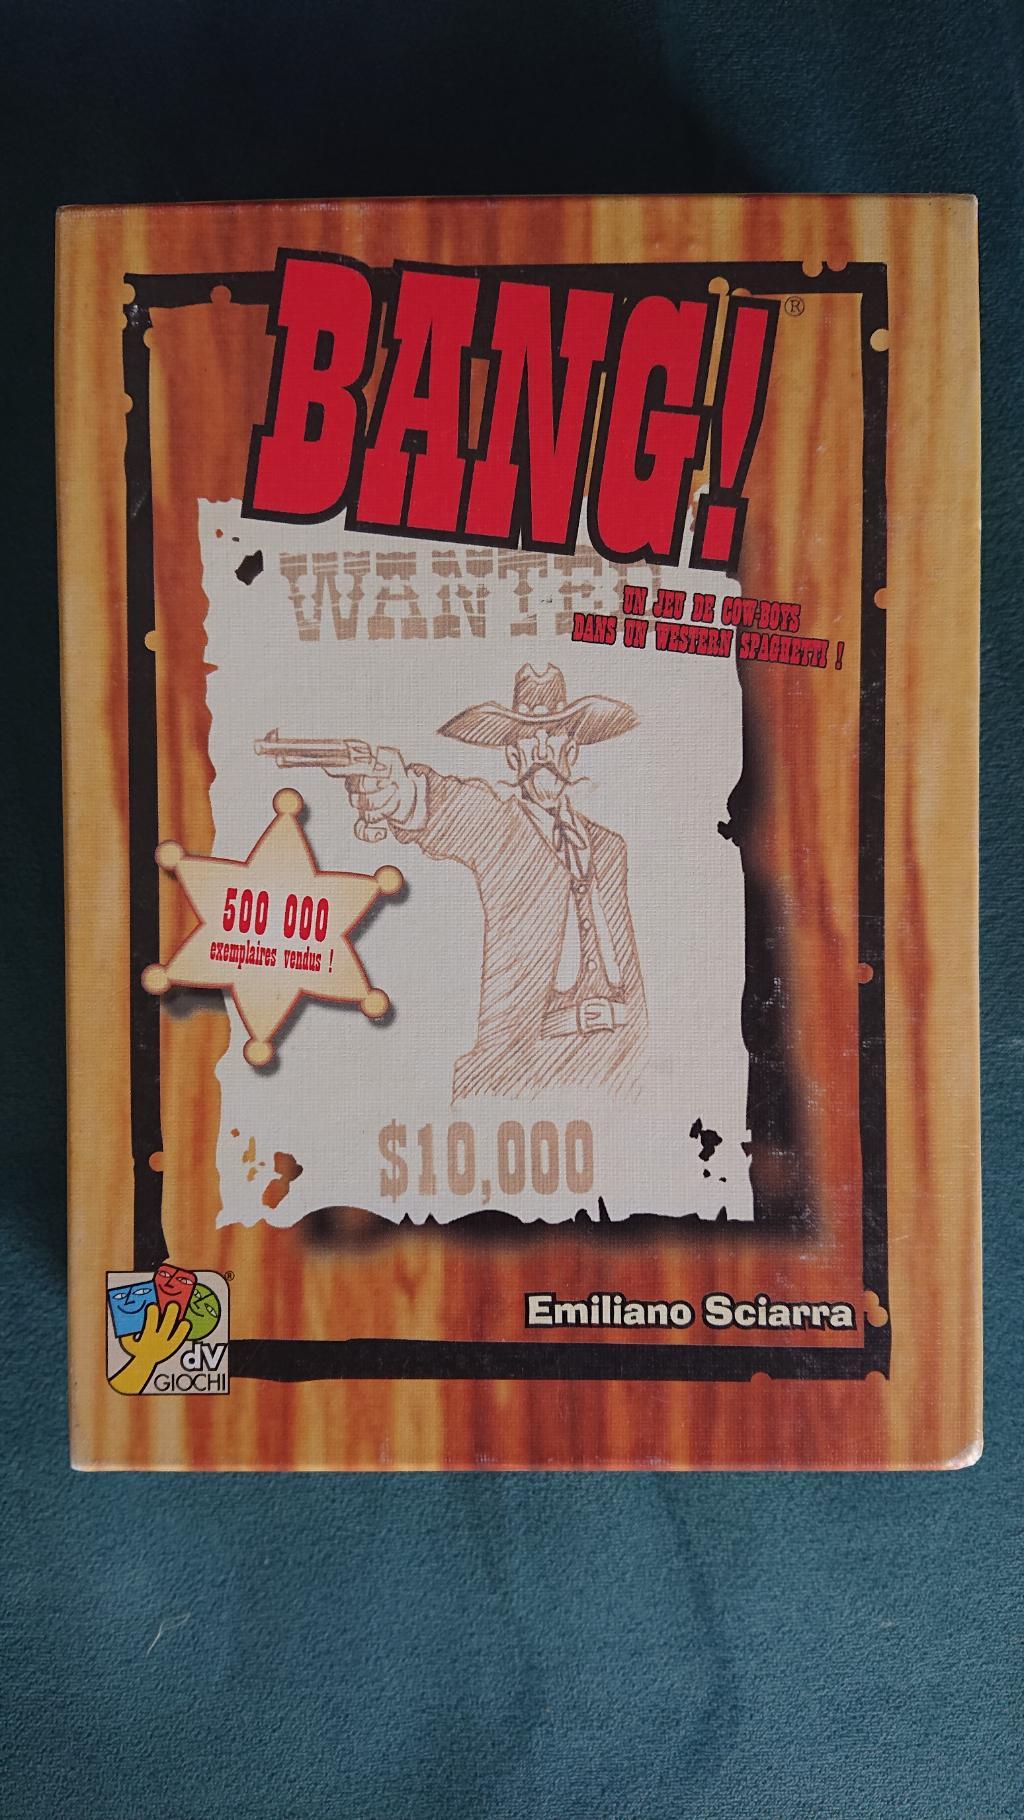 BANG!
®
WANTED
UN JEU DE COW-BOYS
DANS UN WESTERN SPAGHETTI !
500 000
exemplaires vendus !
$10,000
Emiliano Sciarra
®
dV
GIOCHI